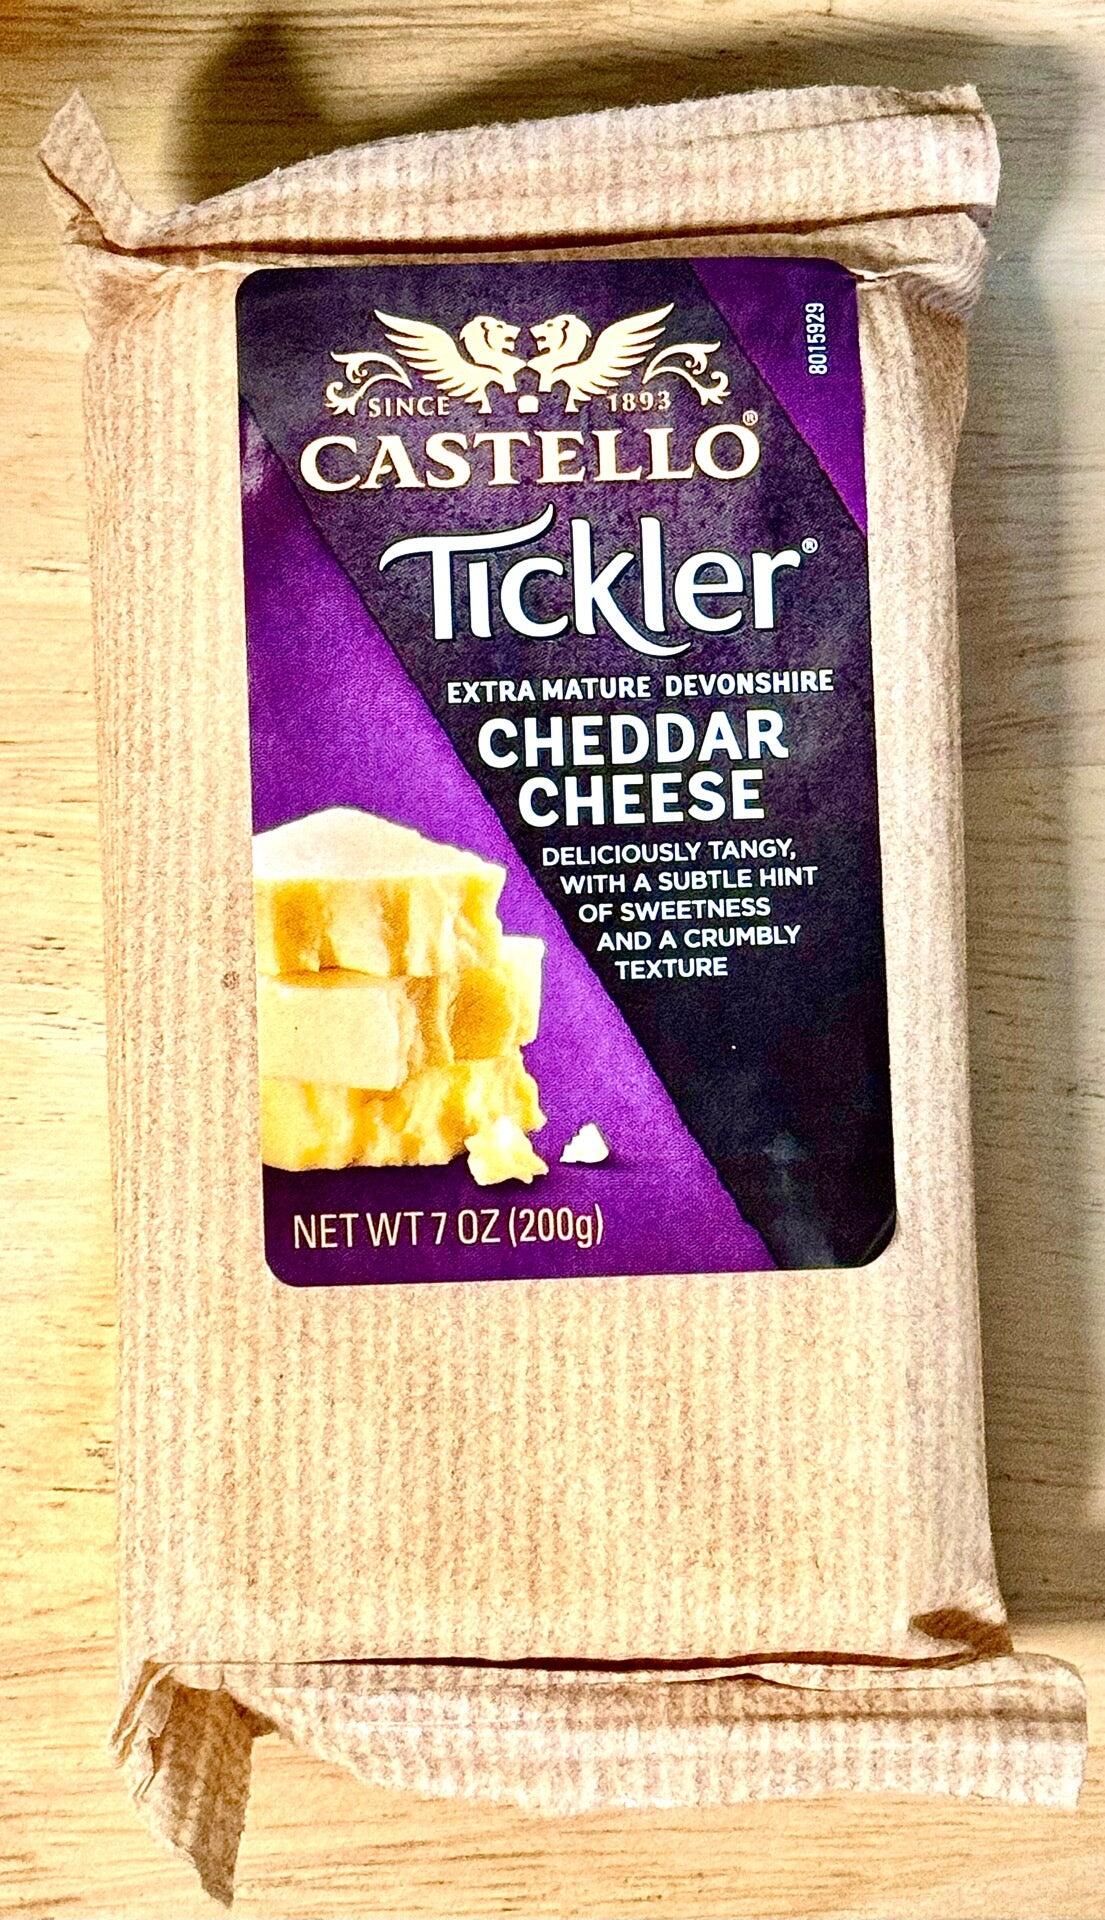 8015929
SINCE 1893
CASTELLO®
Tickler®
EXTRA MATURE DEVONSHIRE
CHEDDAR
CHEESE
DELICIOUSLY TANGY,
WITH A SUBTLE HINT
OF SWEETNESS
AND A CRUMBLY
TEXTURE
NET WT 7 OZ (200g)